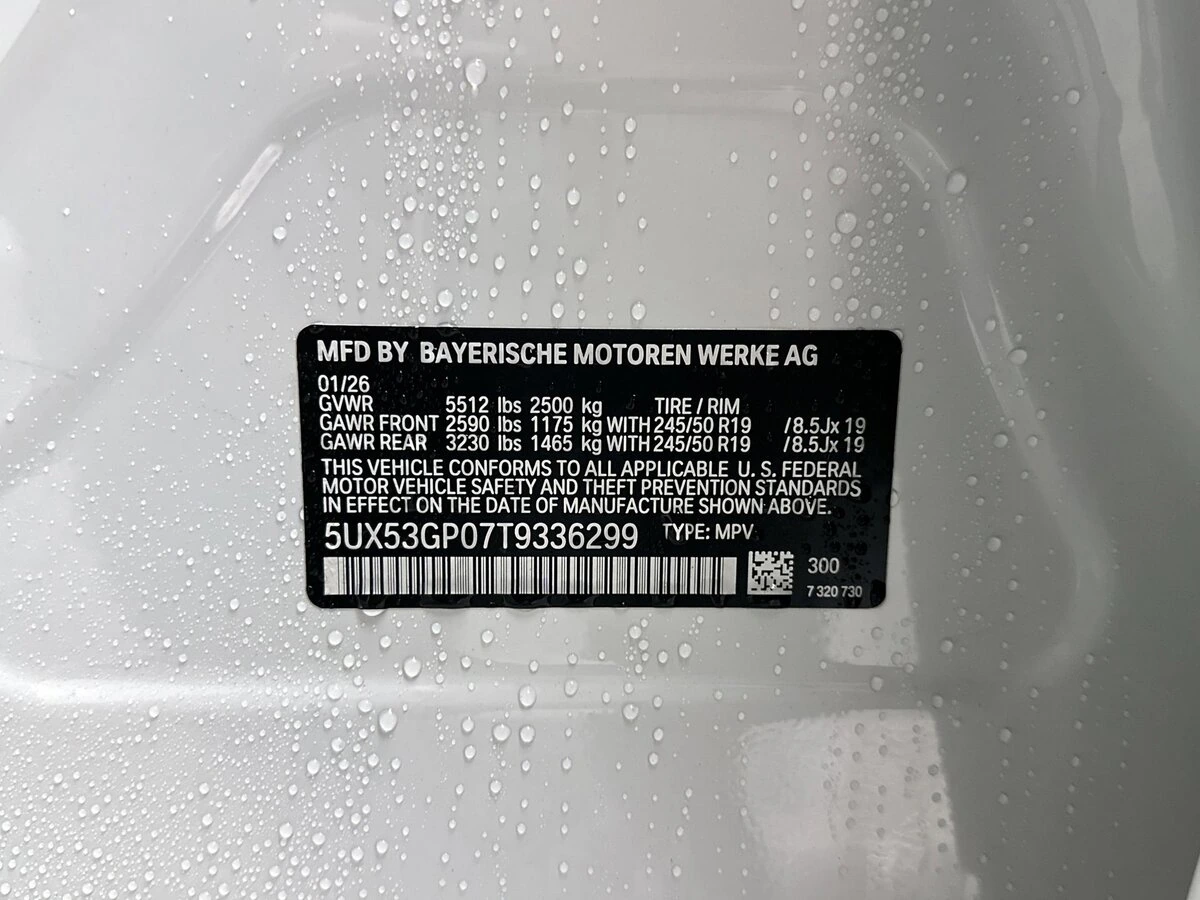 MFD BY BAYERISCHE MOTOREN WERKE AG
01/26
GVWR 5512 lbs 2500 kg TIRE / RIM
GAWR FRONT 2590 lbs 1175 kg WITH 245/50 R19 /8.5Jx 19
GAWR REAR 3230 lbs 1465 kg WITH 245/50 R19 /8.5Jx 19
THIS VEHICLE CONFORMS TO ALL APPLICABLE U. S. FEDERAL
MOTOR VEHICLE SAFETY AND THEFT PREVENTION STANDARDS
IN EFFECT ON THE DATE OF MANUFACTURE SHOWN ABOVE.
5UX53GP07T9336299 TYPE: MPV
300
7 320 730